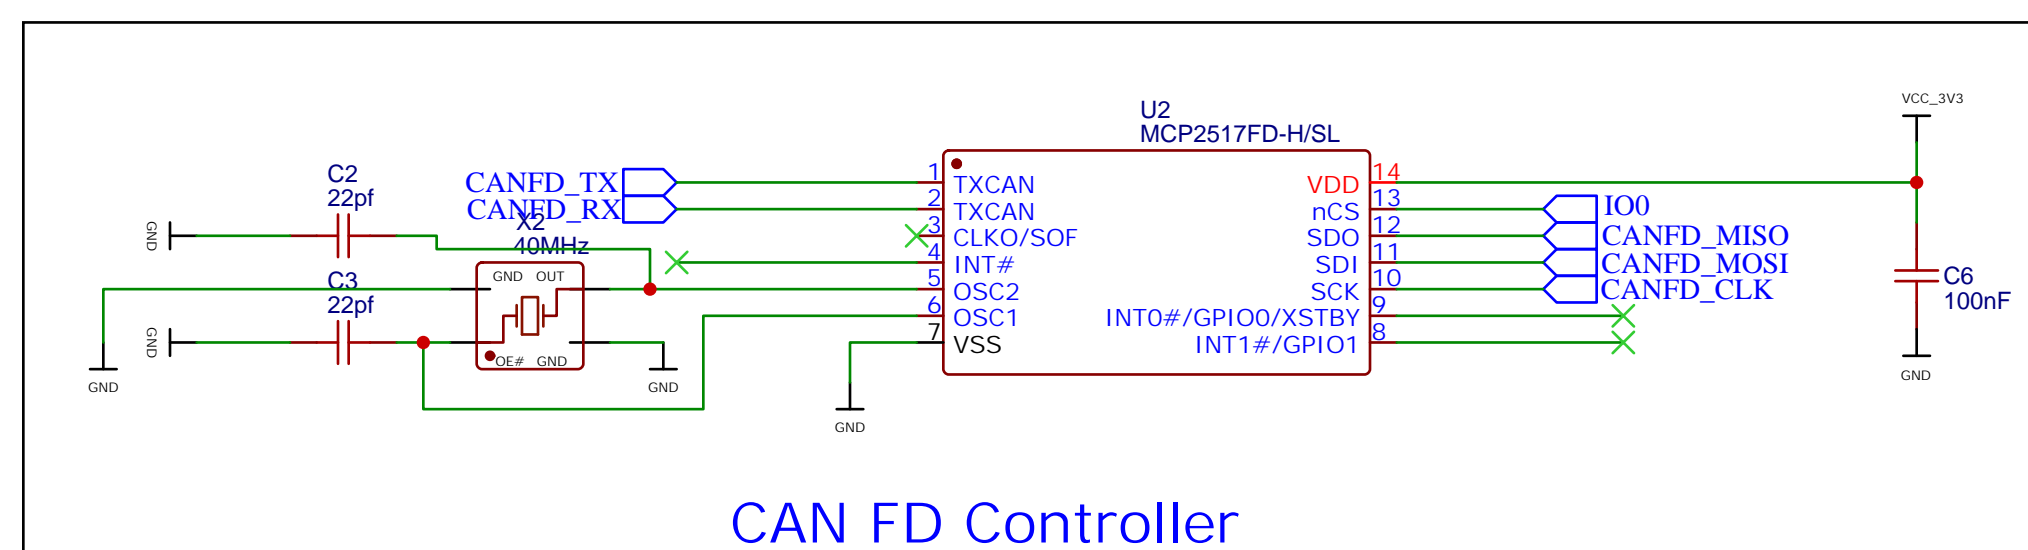 VCC_3V3
U2
MCP2517FD-H/SL
C2
22pf
GND
CANFD_TX
CANFD_RX
X2
40MHz
GND OUT
OE# GND
C3
22pf
GND
GND
GND
1 TXCAN
2 TXCAN
3 CLKO/SOF
4 INT#
5 OSC2
6 OSC1
7 VSS
GND
VDD 14
nCS 13 IO0
SDO 12 CANFD_MISO
SDI 11 CANFD_MOSI
SCK 10 CANFD_CLK
INT0#/GPIO0/XSTBY 9
INT1#/GPIO1 8
C6
100nF
GND
CAN FD Controller